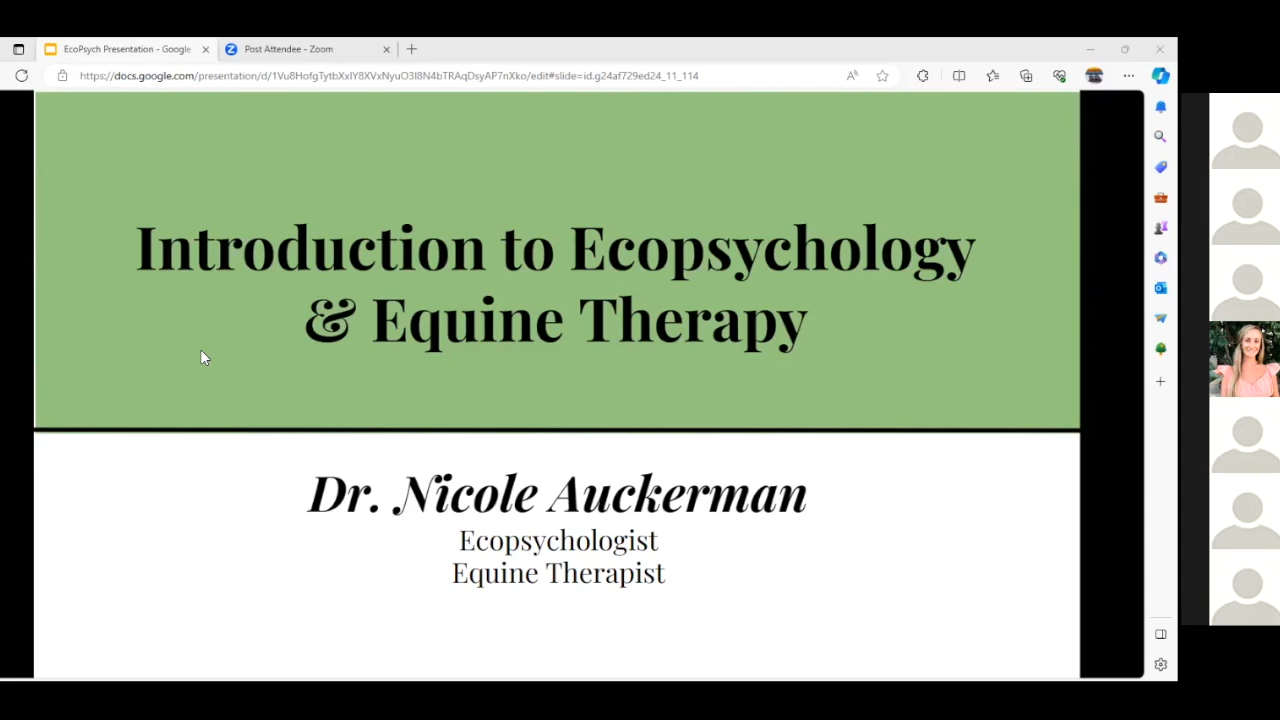 EcoPsych Presentation - Google
Post Attendee - Zoom
https://docs.google.com/presentation/d/1Vu8HofgTytbXxlY8XVxNyuO3l8N4bTRAqDsyAP7nXko/edit#slide=id.g24af729ed24_11_114
Introduction to Ecopsychology
& Equine Therapy
Dr. Nicole Auckerman
Ecopsychologist
Equine Therapist